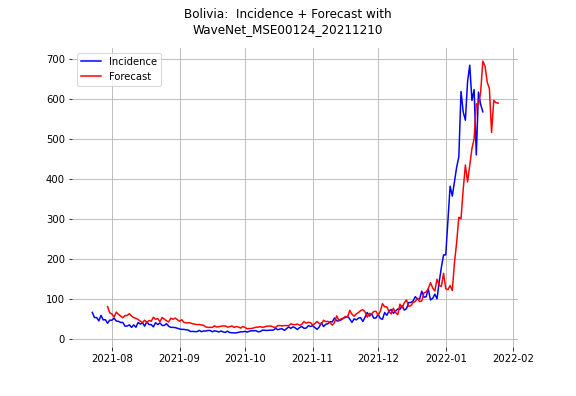 Bolivia:  Incidence + Forecast with
WaveNet_MSE00124_20211210
Incidence
Forecast
700
600
500
400
300
200
100
0
2021-08 2021-09 2021-10 2021-11 2021-12 2022-01 2022-02